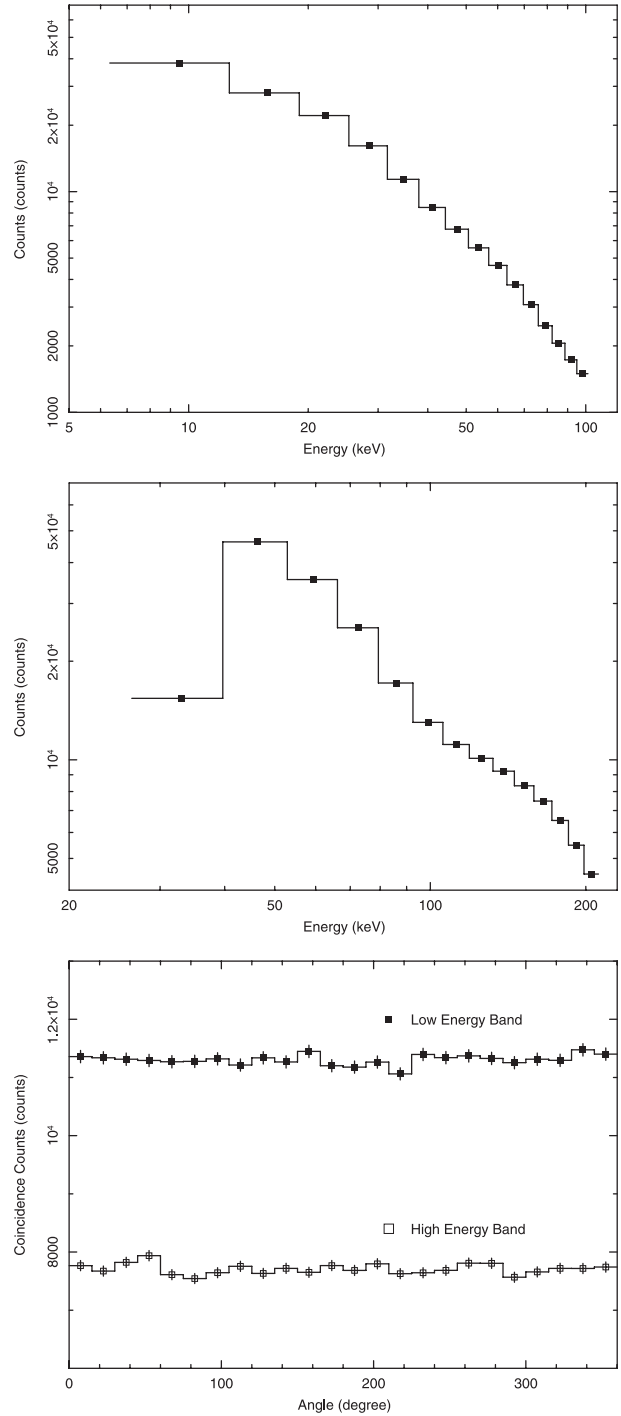 5×10⁴
2×10⁴
10⁴
5000
2000
1000
Counts (counts)
5 10 20 50 100
Energy (keV)
5×10⁴
2×10⁴
10⁴
5000
Counts (counts)
20 50 100 200
Energy (keV)
1.2×10⁴
10⁴
8000
Coincidence Counts (counts)
Low Energy Band
High Energy Band
0 100 200 300
Angle (degree)